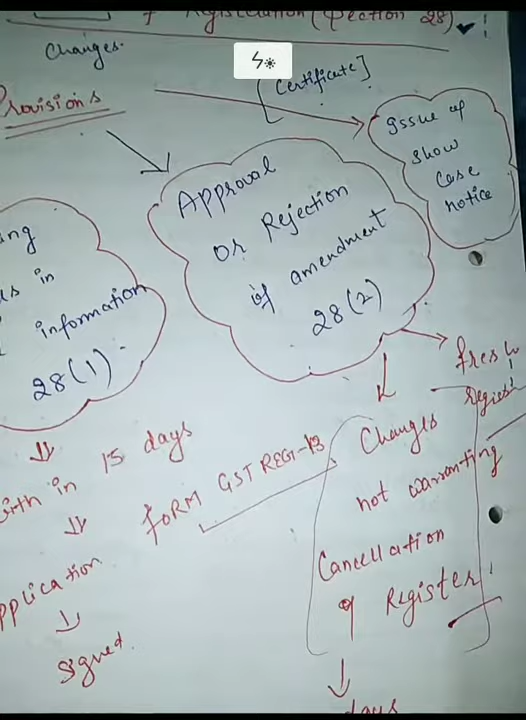 Registration (Section 28)
Changes.
[Certificate]
Provisions
Issue of
show
Case
notice
Approval
or Rejection
of amendment
28(2)
in
information
28(1).
with in 15 days
Application
signed.
FORM GST REG-13
fresh
Changes
not warranting
Cancellation
of Register
days